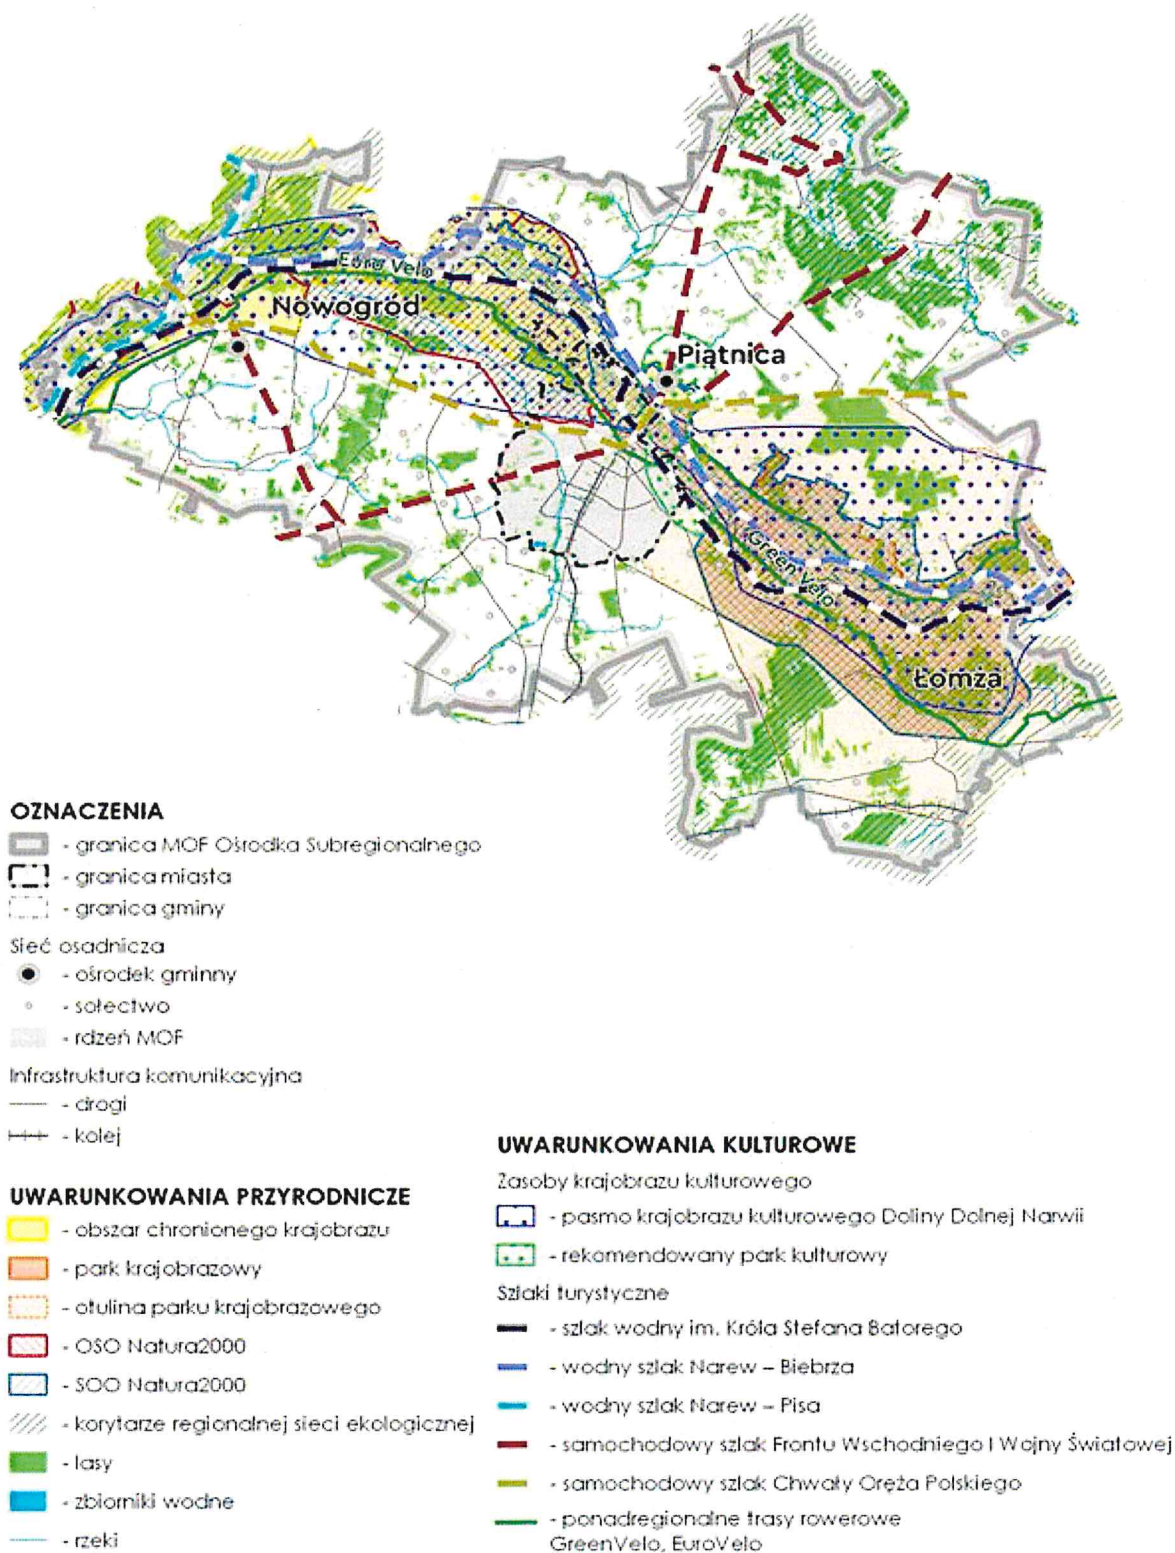 Euro Velo
Nowogród
Piątnica
Green Velo
Łomża
OZNACZENIA
- granica MOF Ośrodka Subregionalnego
- granica miasta
- granica gminy
Sieć osadnicza
- ośrodek gminny
- sołectwo
- rdzeń MOF
Infrastruktura komunikacyjna
- drogi
- kolej
UWARUNKOWANIA PRZYRODNICZE
- obszar chronionego krajobrazu
- park krajobrazowy
- otulina parku krajobrazowego
- OSO Natura2000
- SOO Natura2000
- korytarze regionalnej sieci ekologicznej
- lasy
- zbiorniki wodne
- rzeki
UWARUNKOWANIA KULTUROWE
Zasoby krajobrazu kulturowego
- pasmo krajobrazu kulturowego Doliny Dolnej Narwii
- rekomendowany park kulturowy
Szlaki turystyczne
- szlak wodny im. Króla Stefana Batorego
- wodny szlak Narew – Biebrza
- wodny szlak Narew – Pisa
- samochodowy szlak Frontu Wschodniego I Wojny Światowej
- samochodowy szlak Chwały Oręża Polskiego
- ponadregionalne trasy rowerowe
GreenVelo, EuroVelo